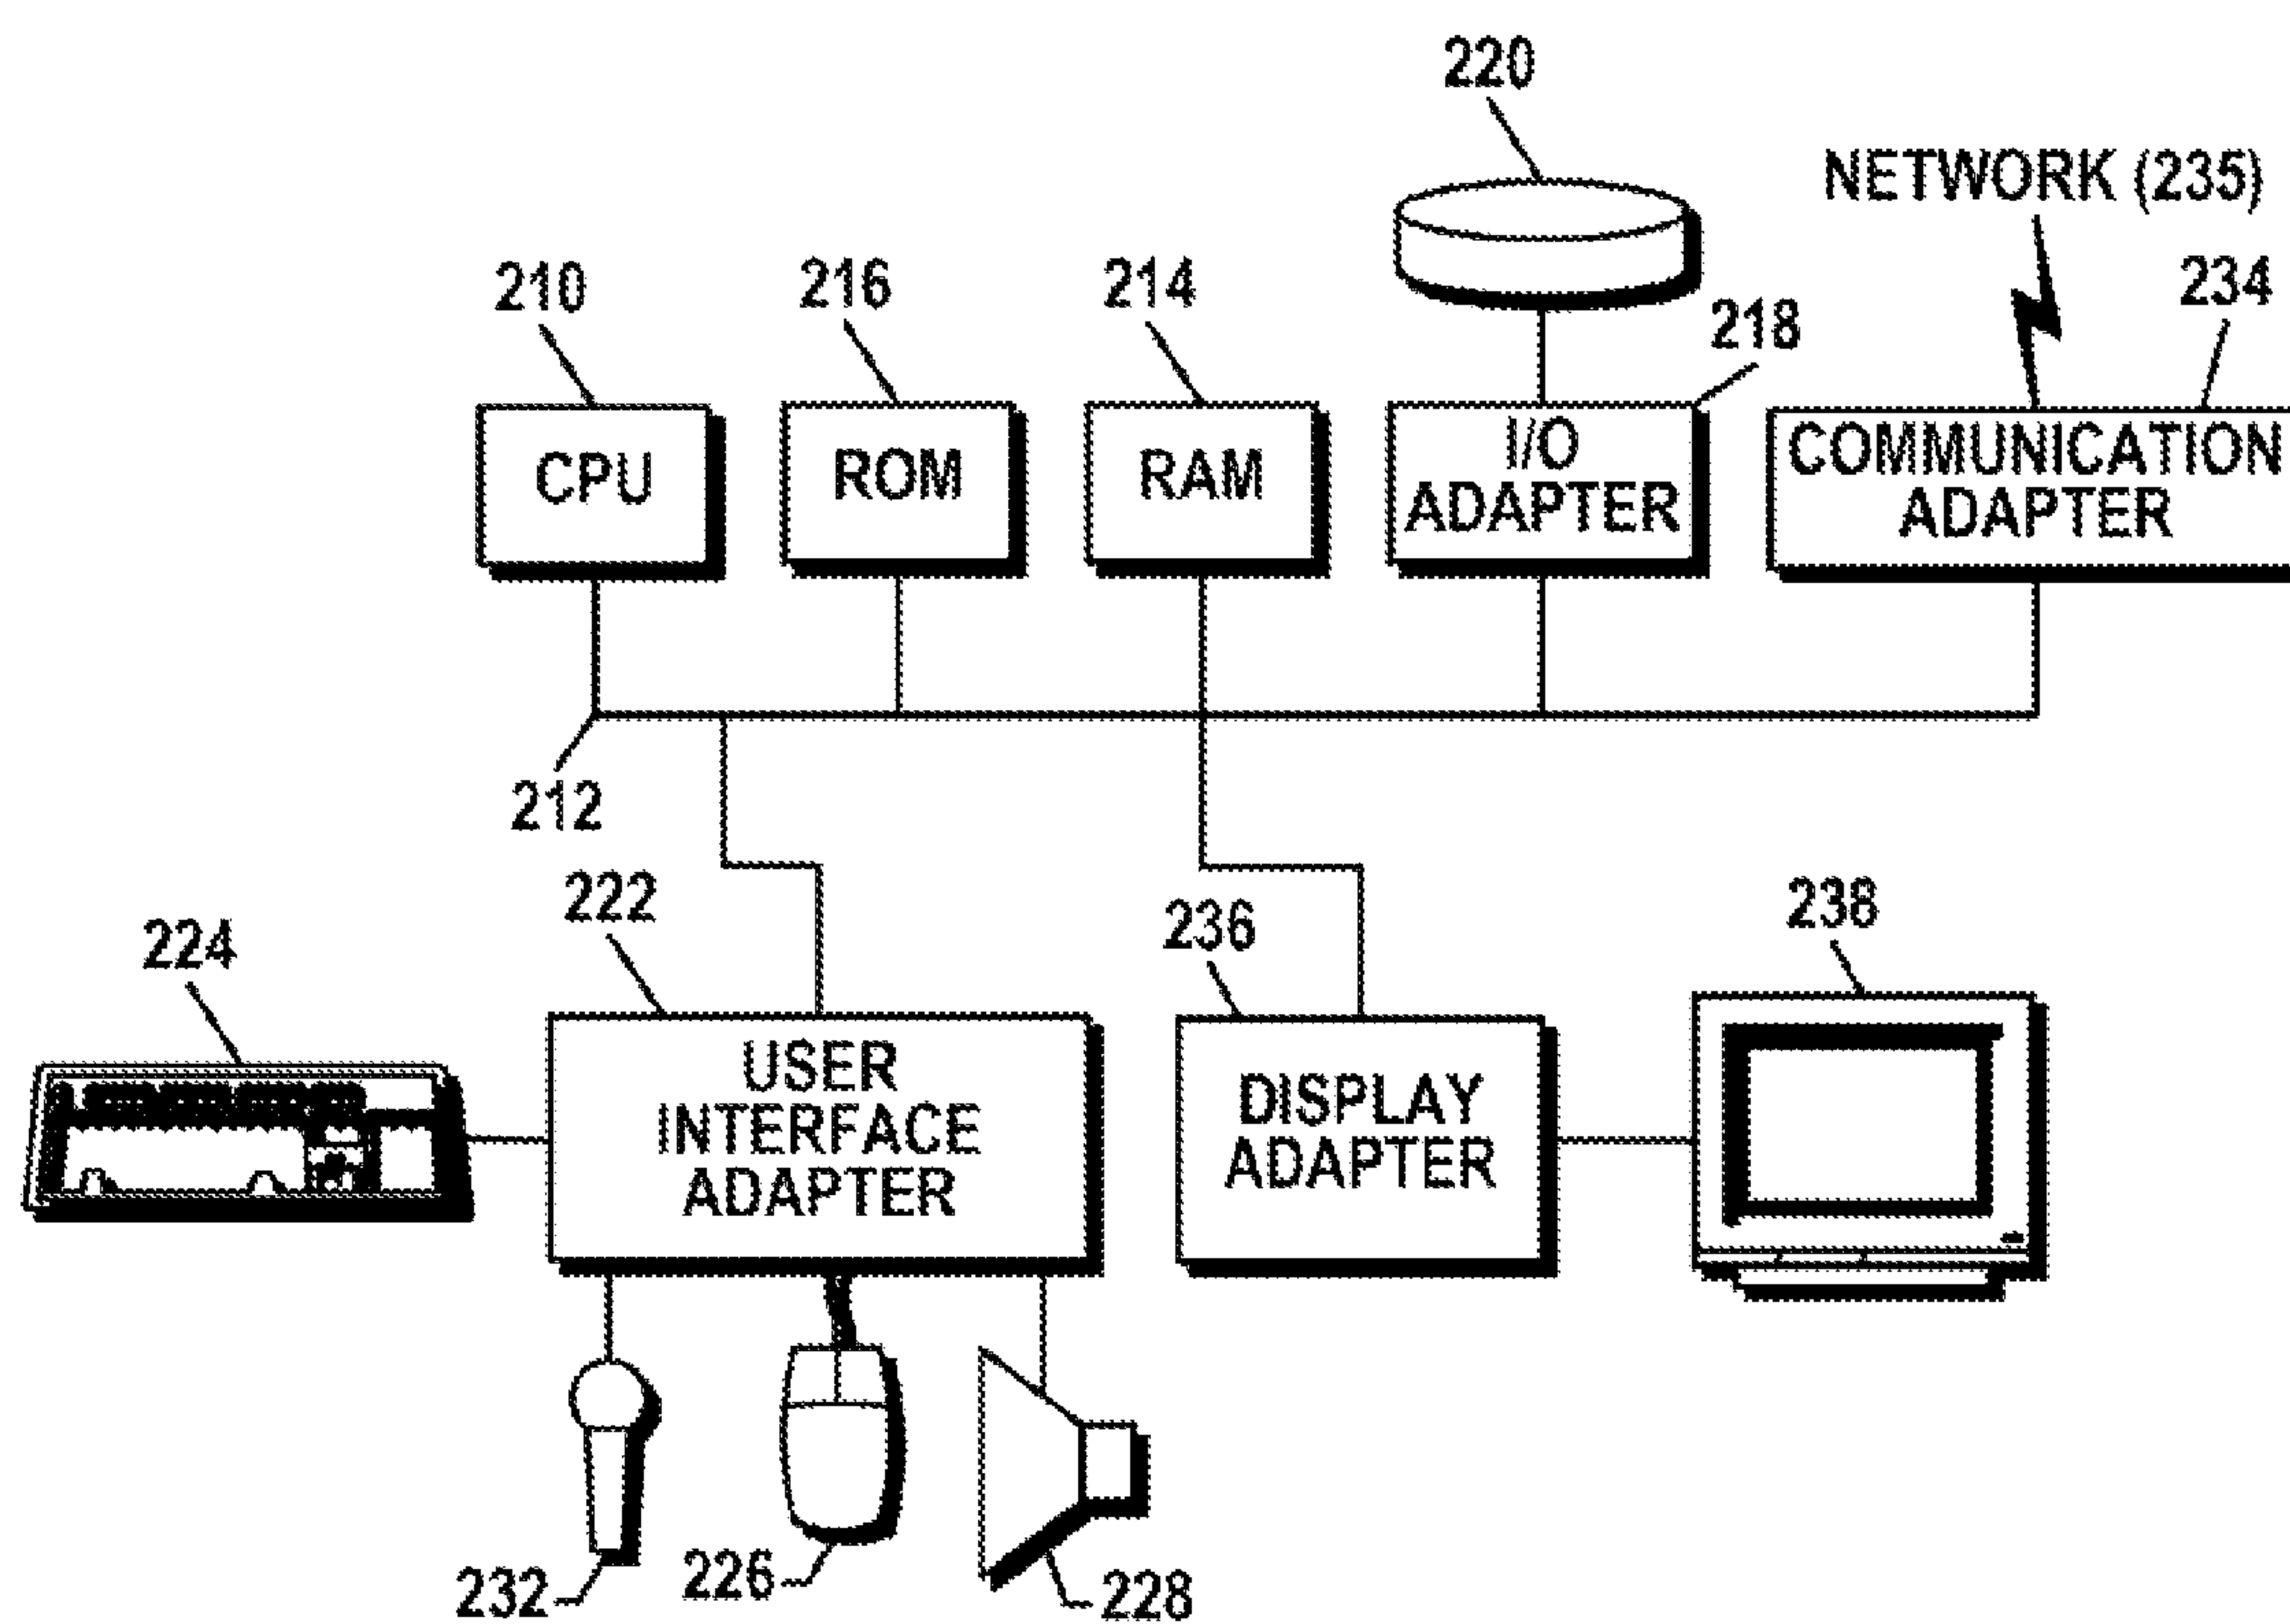 220
NETWORK (235)
210
216
214
218
234
CPU
ROM
RAM
I/O
ADAPTER
COMMUNICATION
ADAPTER
212
222
236
238
224
USER
INTERFACE
ADAPTER
DISPLAY
ADAPTER
232
226
228